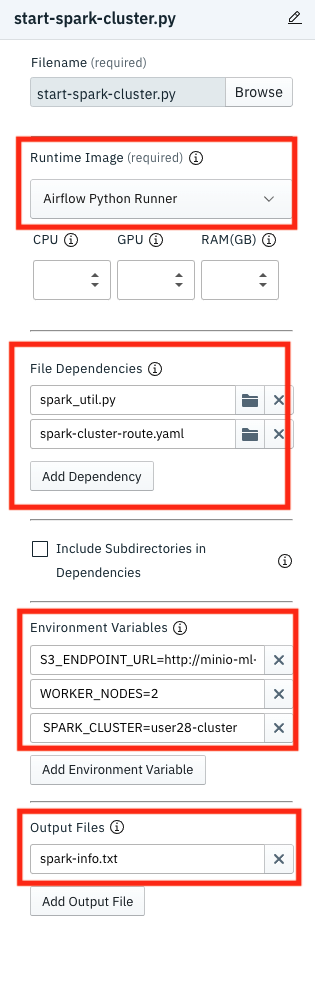 start-spark-cluster.py
Filename (required)
start-spark-cluster.py Browse
Runtime Image (required)
Airflow Python Runner
CPU GPU RAM(GB)
File Dependencies
spark_util.py
spark-cluster-route.yaml
Add Dependency
Include Subdirectories in
Dependencies
Environment Variables
S3_ENDPOINT_URL=http://minio-ml-
WORKER_NODES=2
SPARK_CLUSTER=user28-cluster
Add Environment Variable
Output Files
spark-info.txt
Add Output File